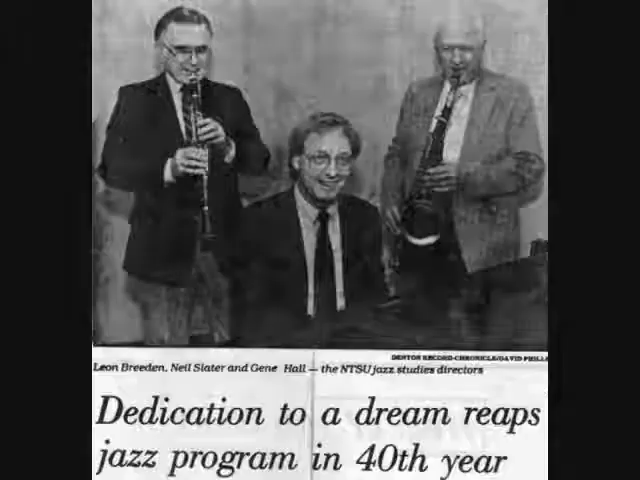 DENTON RECORD-CHRONICLE/DAVID PHILL
Leon Breeden, Neil Slater and Gene Hall — the NTSU jazz studies directors
Dedication to a dream reaps
jazz program in 40th year